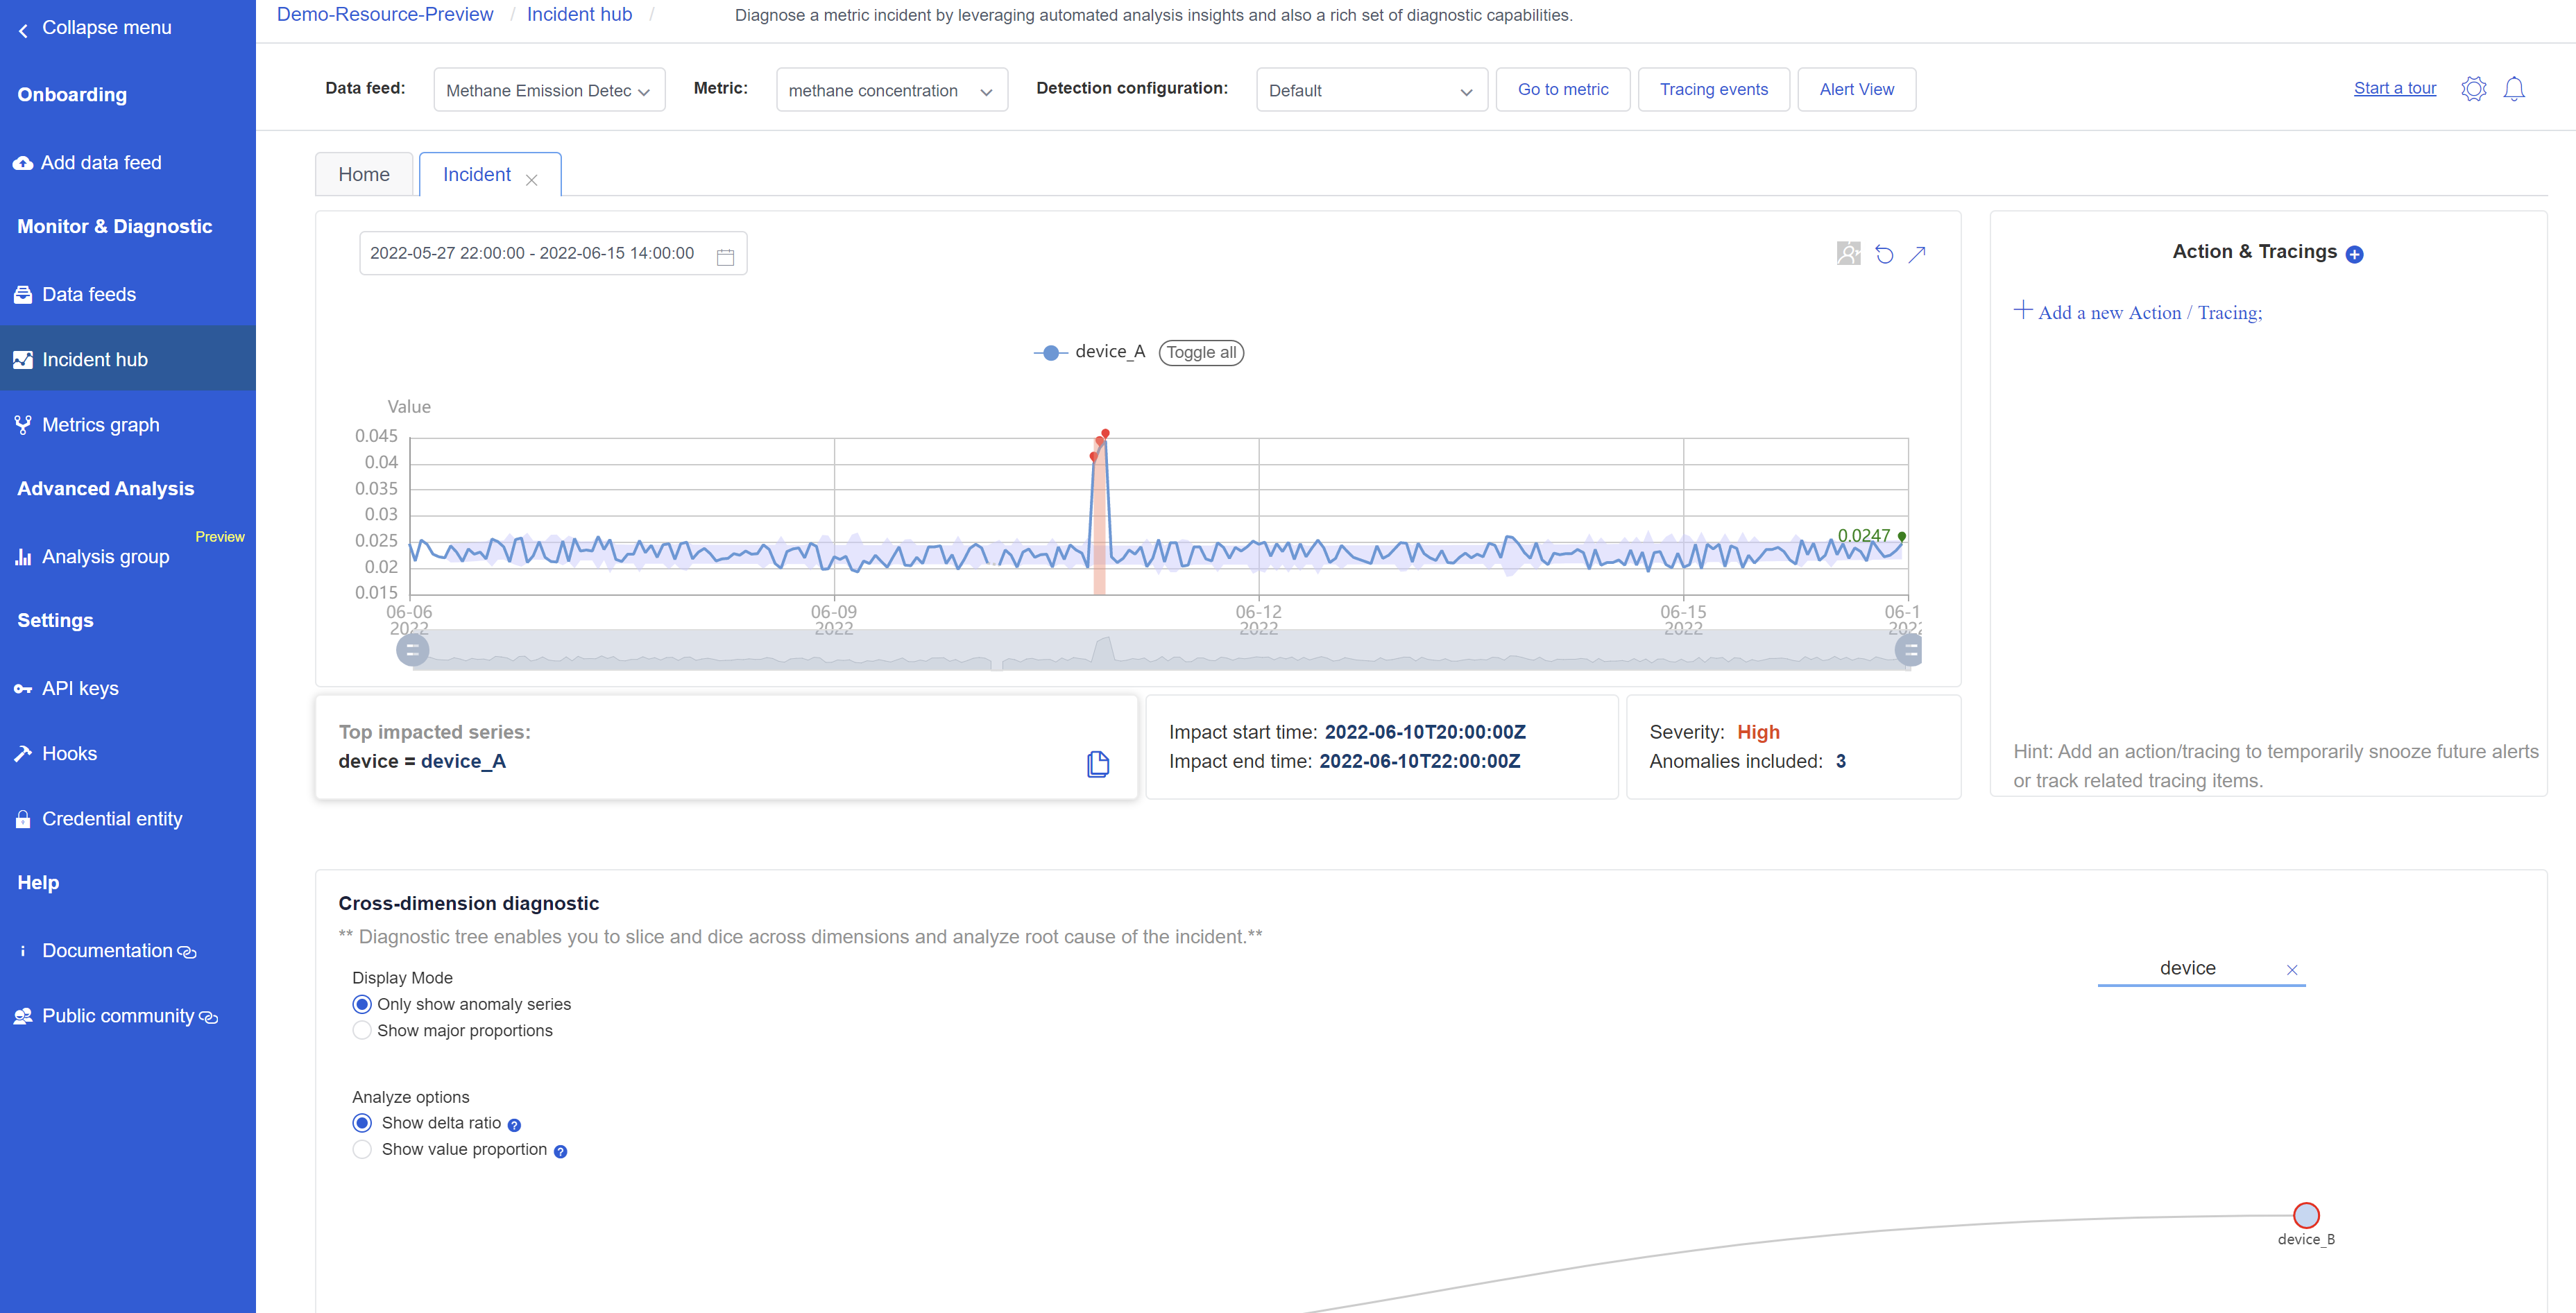 Collapse menu
Onboarding
Add data feed
Monitor & Diagnostic
Data feeds
Incident hub
Metrics graph
Advanced Analysis
Preview
Analysis group
Settings
API keys
Hooks
Credential entity
Help
Documentation
Public community
Demo-Resource-Preview / Incident hub /
Diagnose a metric incident by leveraging automated analysis insights and also a rich set of diagnostic capabilities.
Data feed: Methane Emission Detec Metric: methane concentration Detection configuration: Default Go to metric Tracing events Alert View Start a tour
Home Incident
2022-05-27 22:00:00 - 2022-06-15 14:00:00
device_A Toggle all
Value
0.045
0.04
0.035
0.03
0.025
0.02
0.015
0.0247
06-06 06-09 06-12 06-15 06-1
2022 2022 2022 2022 2022
Action & Tracings
Add a new Action / Tracing;
Hint: Add an action/tracing to temporarily snooze future alerts
or track related tracing items.
Top impacted series:
device = device_A
Impact start time: 2022-06-10T20:00:00Z
Impact end time: 2022-06-10T22:00:00Z
Severity: High
Anomalies included: 3
Cross-dimension diagnostic
** Diagnostic tree enables you to slice and dice across dimensions and analyze root cause of the incident.**
Display Mode
Only show anomaly series
Show major proportions
Analyze options
Show delta ratio ?
Show value proportion ?
device
device_B